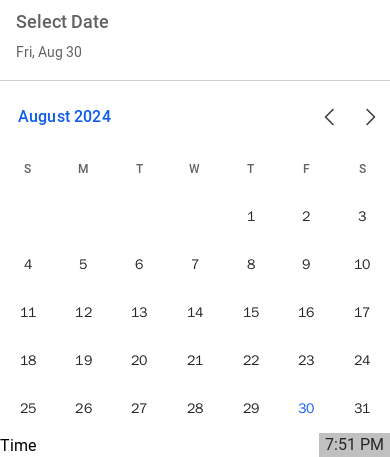 Select Date
Fri, Aug 30
August 2024
S M T W T F S
1 2 3
4 5 6 7 8 9 10
11 12 13 14 15 16 17
18 19 20 21 22 23 24
25 26 27 28 29 30 31
Time 7:51 PM